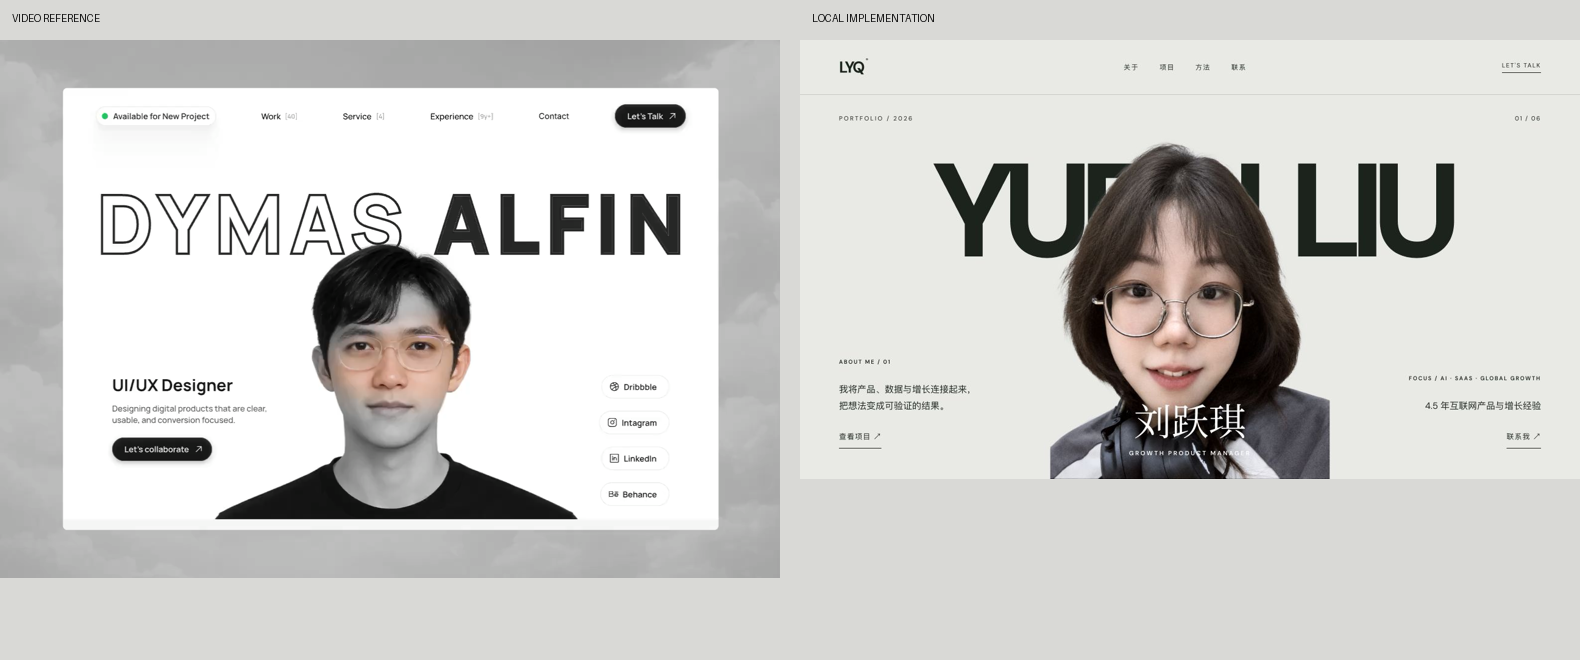 VIDEO REFERENCE
Available for New Project
Work [40]
Service [4]
Experience [9y+]
Contact
Let's Talk ↗
DYMAS ALFIN
UI/UX Designer
Designing digital products that are clear,
usable, and conversion focused.
Let's collaborate ↗
Dribbble
Intagram
LinkedIn
Bē Behance
LOCAL IMPLEMENTATION
LYQ
关于
项目
方法
联系
LET'S TALK
PORTFOLIO / 2026
01 / 06
LIU
ABOUT ME / 01
我将产品、数据与增长连接起来，
把想法变成可验证的结果。
查看项目 ↗
刘跃琪
GROWTH PRODUCT MANAGER
FOCUS / AI · SAAS · GLOBAL GROWTH
4.5 年互联网产品与增长经验
联系我 ↗